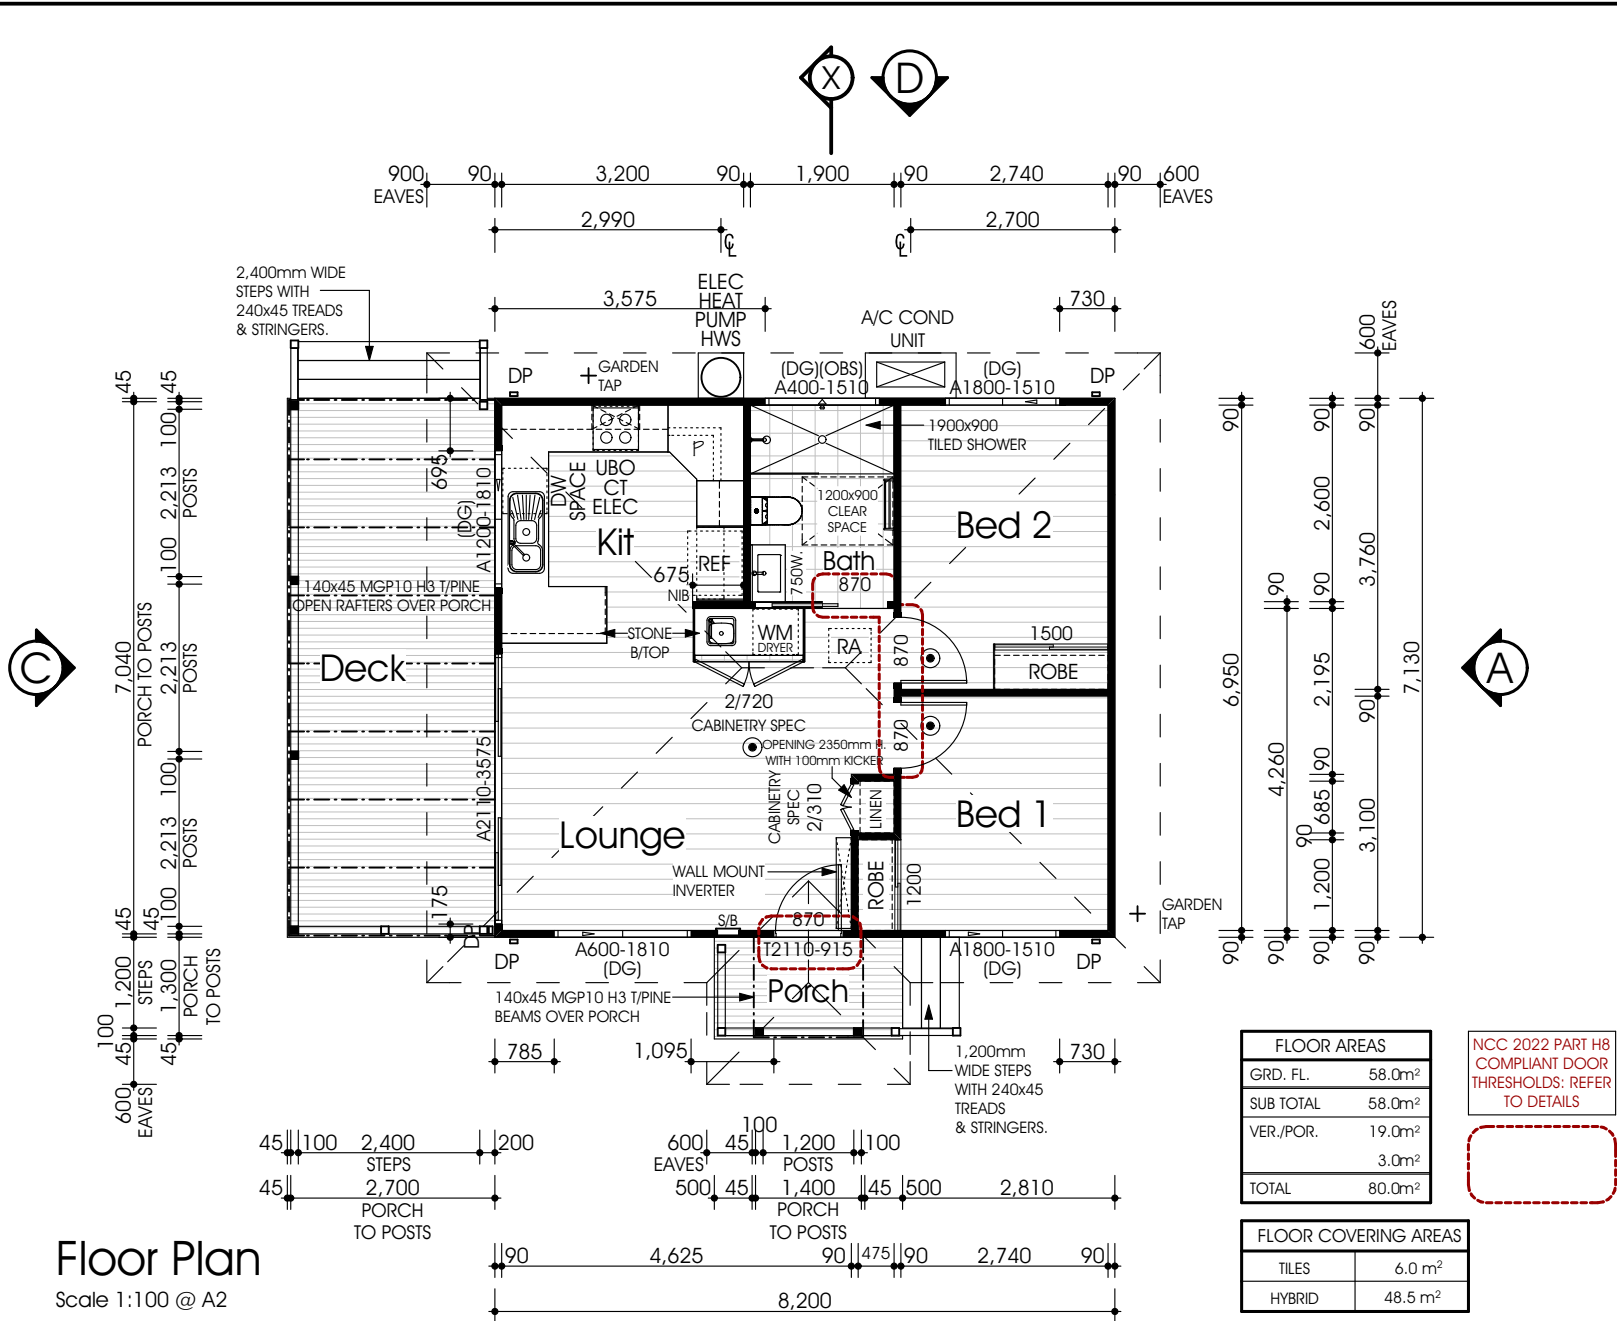 X
D
900
EAVES
90
3,200
90
1,900
90
2,740
90
600
EAVES
2,990
2,700
2,400mm WIDE
STEPS WITH
240x45 TREADS
& STRINGERS.
3,575
ELEC
HEAT
PUMP
HWS
A/C COND
UNIT
730
600
EAVES
DP
GARDEN
TAP
(DG)(OBS)
A400-1510
(DG)
A1800-1510
DP
1900x900
TILED SHOWER
45
7,040
PORCH TO POSTS
45
45
100
2,213
POSTS
100
2,213
POSTS
100
2,213
POSTS
100
45
695
(DG)
A1200-1810
DW
SPACE
UBO
CT
ELEC
P
Kit
REF
675
NIB
1200x900
CLEAR
SPACE
Bath
870
750W.
Bed 2
140x45 MGP10 H3 T/PINE
OPEN RAFTERS OVER PORCH
STONE
B/TOP
WM
DRYER
RA
870
1500
ROBE
Deck
2/720
CABINETRY SPEC
OPENING 2350mm H.
WITH 100mm KICKER
870
A2110-3575
CABINETRY
SPEC
2/310
LINEN
Bed 1
Lounge
WALL MOUNT
INVERTER
ROBE
1200
175
S/B
870
GARDEN
TAP
C
A
90
6,950
90
90
4,260
90
90
2,600
90
2,195
90
685
90
1,200
90
90
3,760
90
3,100
90
7,130
DP
DP
A600-1810
(DG)
T2110-915
A1800-1510
(DG)
DP
Porch
140x45 MGP10 H3 T/PINE
BEAMS OVER PORCH
1,200
STEPS
100
45
600
EAVES
1,300
PORCH
TO POSTS
45
785
1,095
1,200mm
WIDE STEPS
WITH 240x45
TREADS
& STRINGERS.
730
45
100
2,400
STEPS
200
600
EAVES
45
100
1,200
POSTS
100
45
2,700
PORCH
TO POSTS
500
45
1,400
PORCH
TO POSTS
45
500
2,810
90
4,625
90
475
90
2,740
90
8,200
Floor Plan
Scale 1:100 @ A2
FLOOR AREAS
GRD. FL. 58.0m²
SUB TOTAL 58.0m²
VER./POR. 19.0m²
3.0m²
TOTAL 80.0m²
NCC 2022 PART H8
COMPLIANT DOOR
THRESHOLDS: REFER
TO DETAILS
FLOOR COVERING AREAS
TILES 6.0 m²
HYBRID 48.5 m²